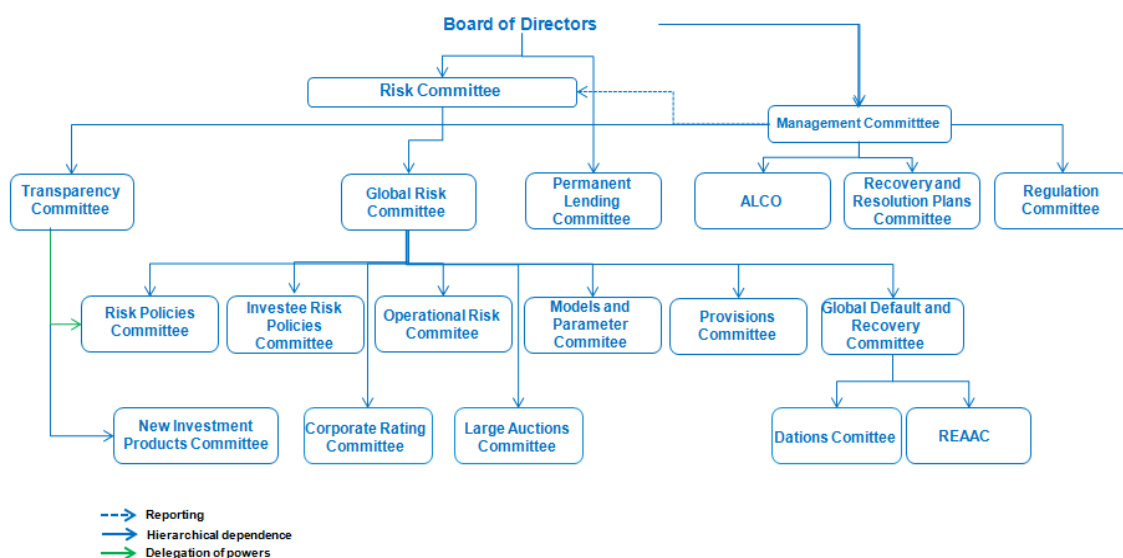 Board of Directors
Risk Committee
Management Committtee
Transparency
Committee
Global Risk
Committee
Permanent
Lending
Committee
ALCO
Recovery and
Resolution Plans
Committee
Regulation
Committee
Risk Policies
Committee
Investee Risk
Policies
Committee
Operational Risk
Commitee
Models and
Parameter
Commitee
Provisions
Committee
Global Default and
Recovery
Committee
New Investment
Products Committee
Corporate Rating
Committee
Large Auctions
Committee
Dations Comittee
REAAC
Reporting
Hierarchical dependence
Delegation of powers